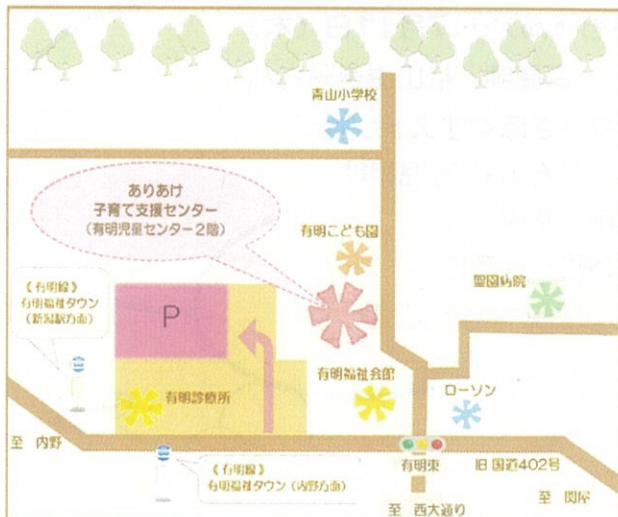 青山小学校
ありあけ
子育て支援センター
(有明児童センター2階)
有明こども園
聖園病院
《有明線》
有明福祉タウン
(新潟駅方面)
P
有明診療所
有明福祉会館
ローソン
至 内野
有明東
旧 国道402号
《有明線》
有明福祉タウン(内野方面)
至 関屋
至 西大通り